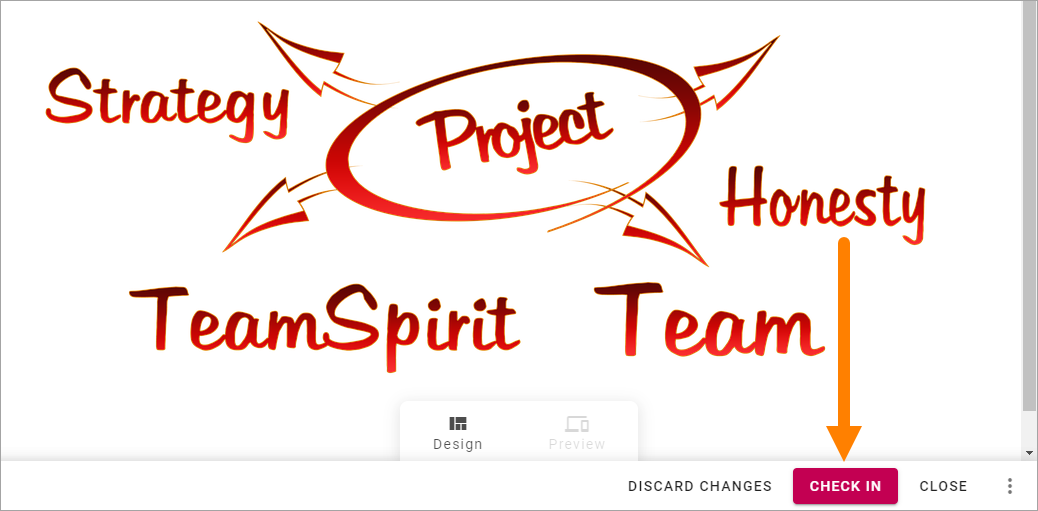 Strategy
Project
Honesty
TeamSpirit
Team
Design
Preview
DISCARD CHANGES
CHECK IN
CLOSE